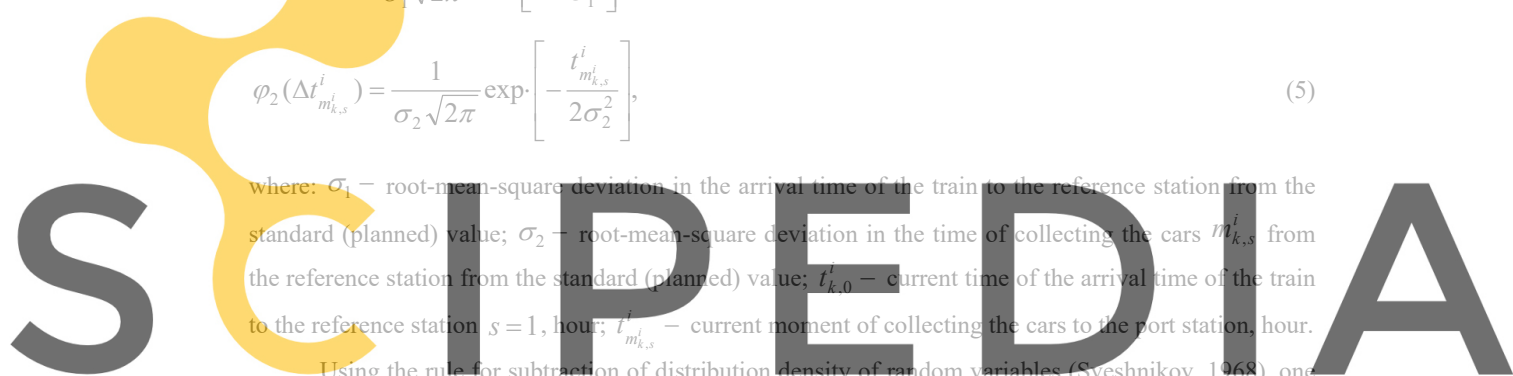 φ₂(Δt^i_{m^i_{k,s}}) = 1/(σ₂√2π) exp·[− t^i_{m^i_{k,s}} / 2σ₂²], (5)
where: σ₁ – root-mean-square deviation in the arrival time of the train to the reference station from the
standard (planned) value; σ₂ – root-mean-square deviation in the time of collecting the cars m^i_{k,s} from
the reference station from the standard (planned) value; t^i_{k,0} – current time of the arrival time of the train
to the reference station s = 1, hour; t^i_{m^i_{k,s}} – current moment of collecting the cars to the port station, hour.
Using the rule for subtraction of distribution density of random variables (Sveshnikov, 1968), one
SCIPEDIA